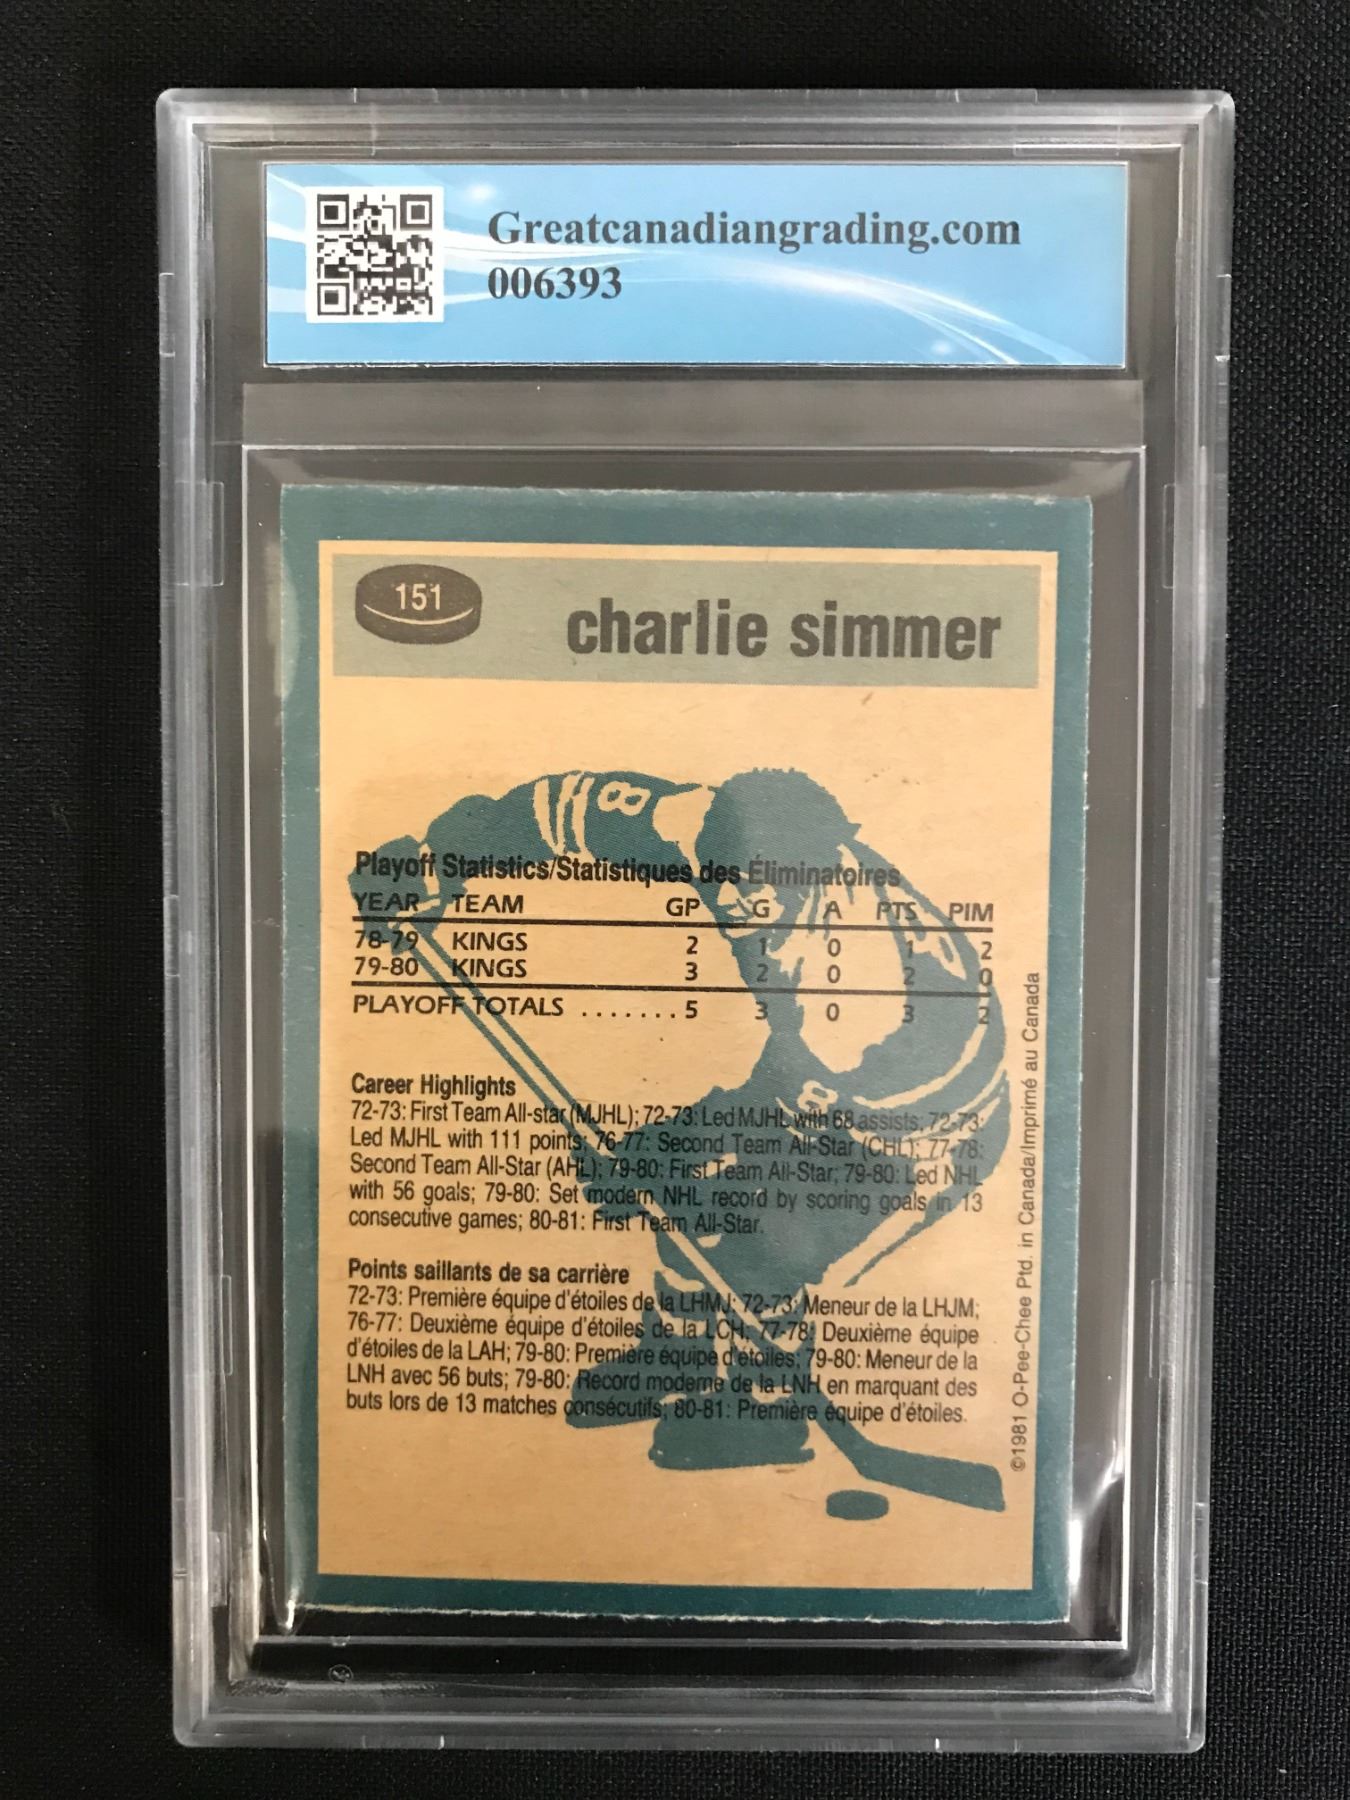 Greatcanadiangrading.com
006393
151
charlie simmer
Playoff Statistics/Statistiques des Éliminatoires
YEAR TEAM GP G A PTS PIM
78-79 KINGS 2 1 0 1 2
79-80 KINGS 3 2 0 2 0
PLAYOFF TOTALS ....... 5 3 0 3 2
Career Highlights
72-73: First Team All-star (MJHL); 72-73: Led MJHL with 68 assists; 72-73:
Led MJHL with 111 points; 76-77: Second Team All-Star (CHL); 77-78:
Second Team All-Star (AHL); 79-80: First Team All-Star; 79-80: Led NHL
with 56 goals; 79-80: Set modern NHL record by scoring goals in 13
consecutive games; 80-81: First Team All-Star.
Points saillants de sa carrière
72-73: Première équipe d'étoiles de la LHMJ; 72-73: Meneur de la LHJM;
76-77: Deuxième équipe d'étoiles de la LCH; 77-78: Deuxième équipe
d'étoiles de la LAH; 79-80: Première équipe d'étoiles; 79-80: Meneur de la
LNH avec 56 buts; 79-80: Record moderne de la LNH en marquant des
buts lors de 13 matches consécutifs; 80-81: Première équipe d'étoiles.
©1981 O-Pee-Chee Ptd. in Canada/Imprimé au Canada
8
8